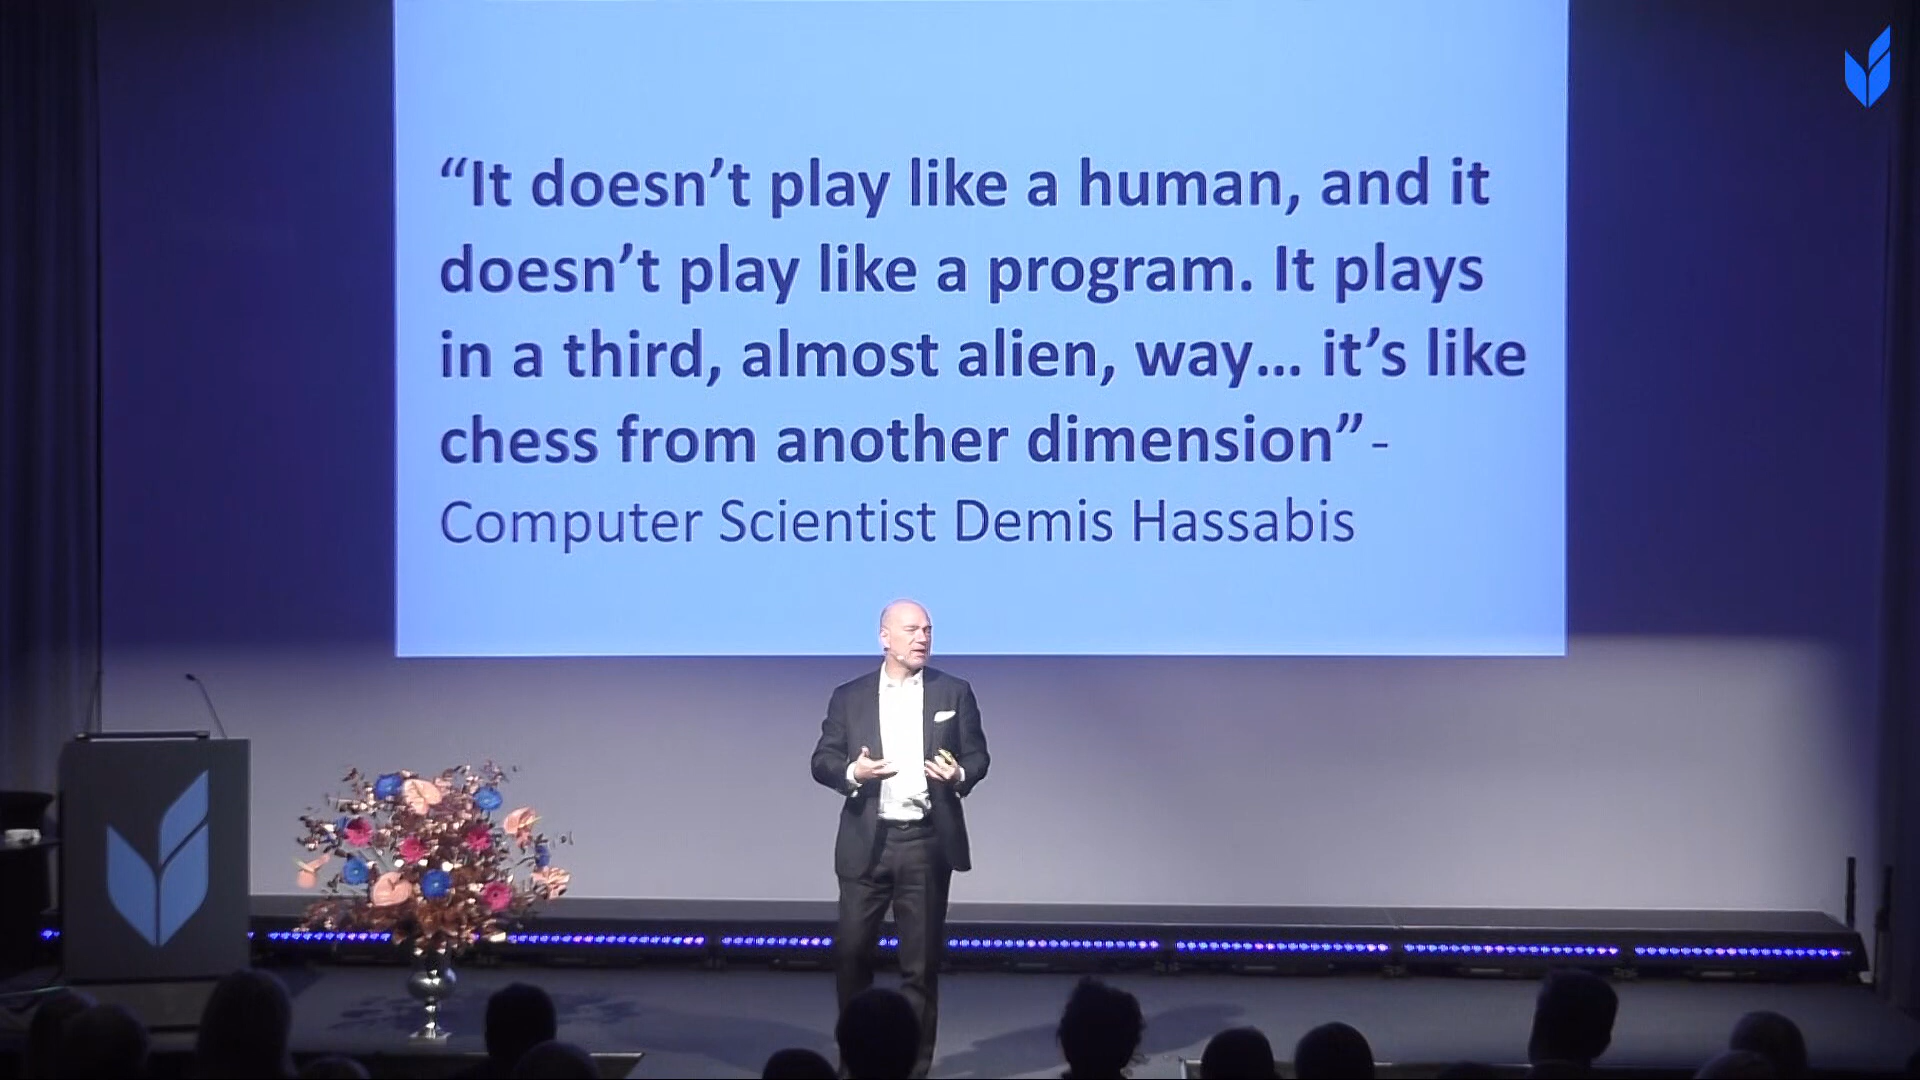 “It doesn’t play like a human, and it
doesn’t play like a program. It plays
in a third, almost alien, way... it’s like
chess from another dimension” -
Computer Scientist Demis Hassabis